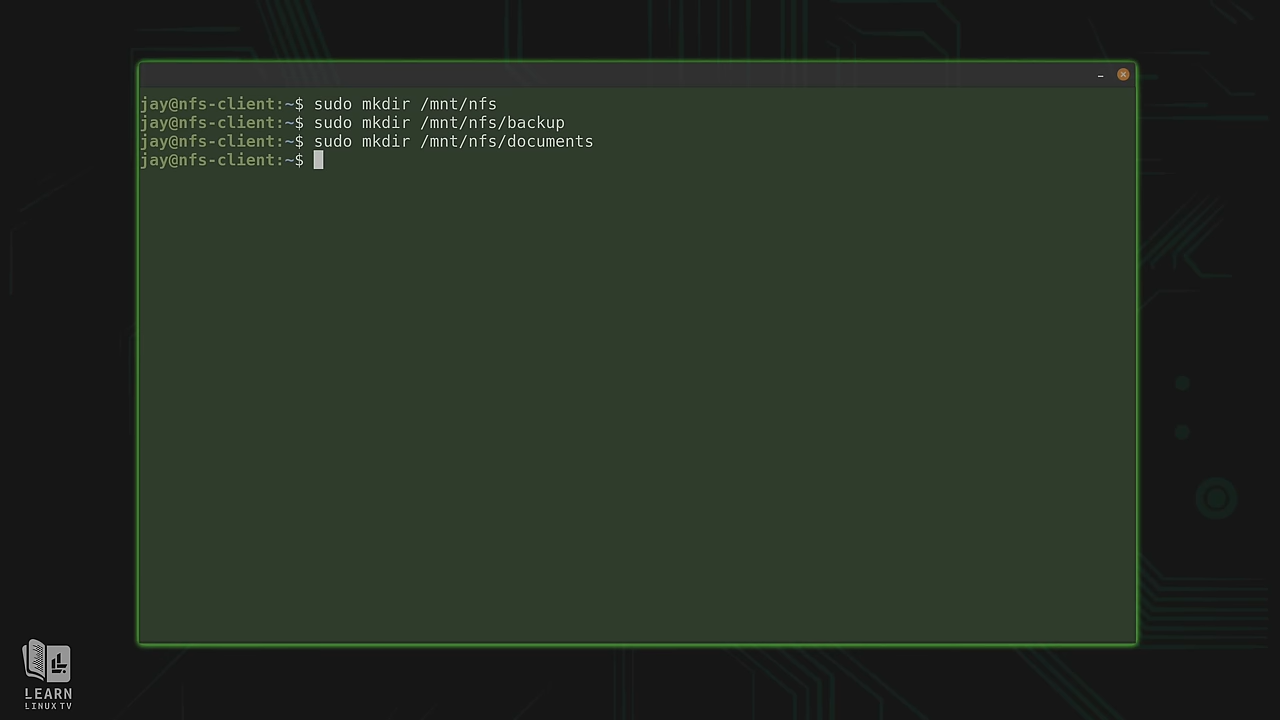 jay@nfs-client:~$ sudo mkdir /mnt/nfs
jay@nfs-client:~$ sudo mkdir /mnt/nfs/backup
jay@nfs-client:~$ sudo mkdir /mnt/nfs/documents
jay@nfs-client:~$
LEARN
LINUX TV